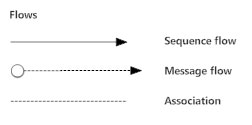 Flows
Sequence flow
Message flow
Association